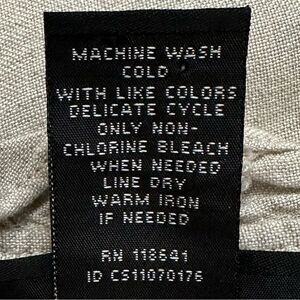 MACHINE WASH
COLD
WITH LIKE COLORS
DELICATE CYCLE
ONLY NON-
CHLORINE BLEACH
WHEN NEEDED
LINE DRY
WARM IRON
IF NEEDED
RN 118641
ID CS11070176